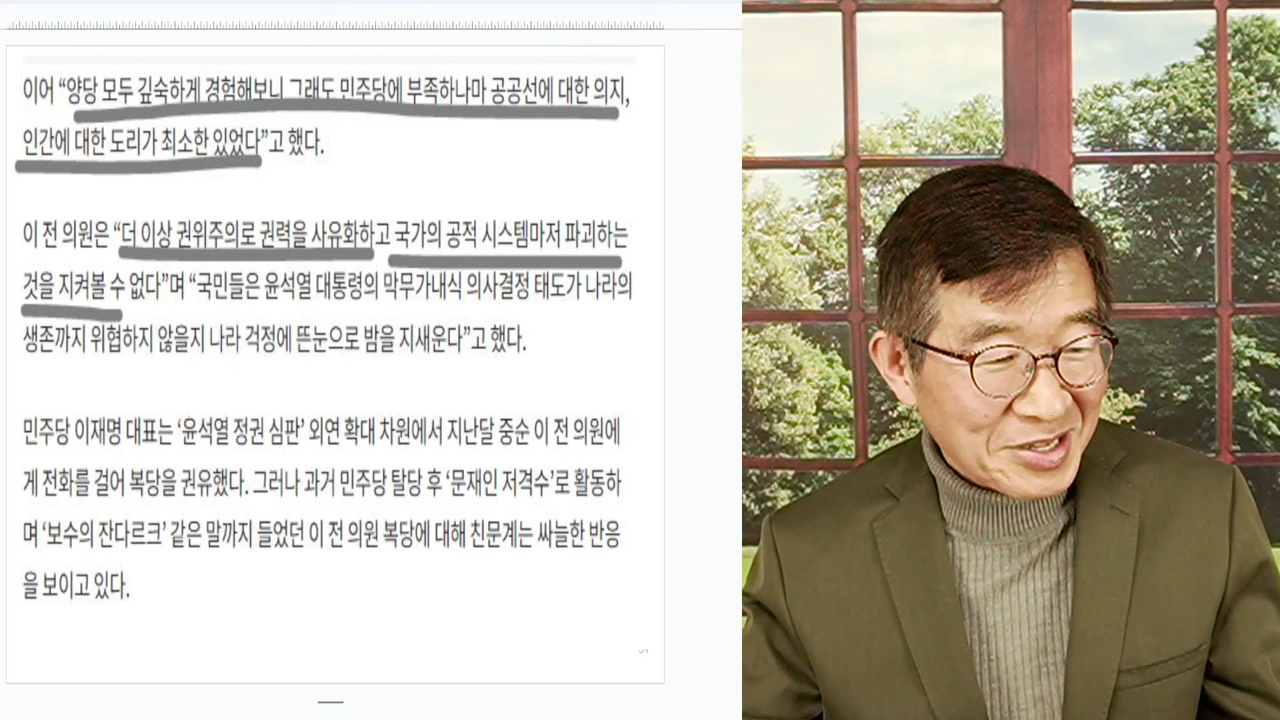 이어 “양당 모두 깊숙하게 경험해보니 그래도 민주당에 부족하나마 공공선에 대한 의지,
인간에 대한 도리가 최소한 있었다”고 했다.
이 전 의원은 “더 이상 권위주의로 권력을 사유화하고 국가의 공적 시스템마저 파괴하는
것을 지켜볼 수 없다”며 “국민들은 윤석열 대통령의 막무가내식 의사결정 태도가 나라의
생존까지 위협하지 않을지 나라 걱정에 뜬눈으로 밤을 지새운다”고 했다.
민주당 이재명 대표는 ‘윤석열 정권 심판’ 외연 확대 차원에서 지난달 중순 이 전 의원에
게 전화를 걸어 복당을 권유했다. 그러나 과거 민주당 탈당 후 ‘문재인 저격수’로 활동하
며 ‘보수의 잔다르크’ 같은 말까지 들었던 이 전 의원 복당에 대해 친문계는 싸늘한 반응
을 보이고 있다.